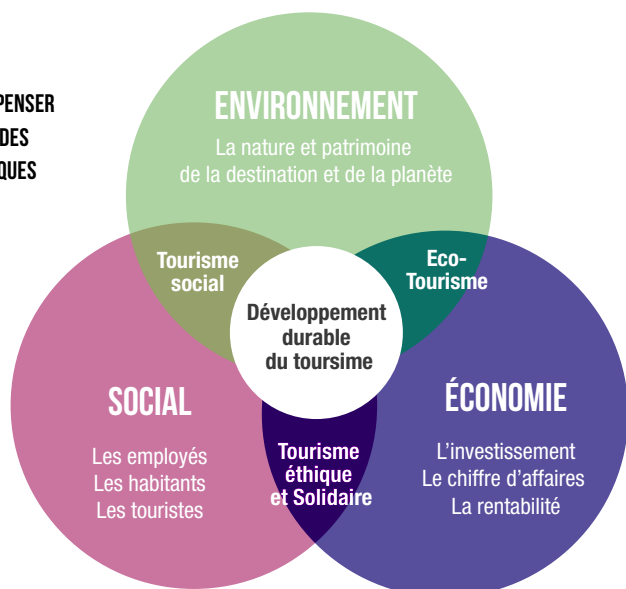 PENSER
DES
QUES
ENVIRONNEMENT
La nature et patrimoine
de la destination et de la planète
Tourisme
social
Eco-
Tourisme
Développement
durable
du toursime
SOCIAL
Les employés
Les habitants
Les touristes
Tourisme
éthique
et Solidaire
ÉCONOMIE
L'investissement
Le chiffre d'affaires
La rentabilité